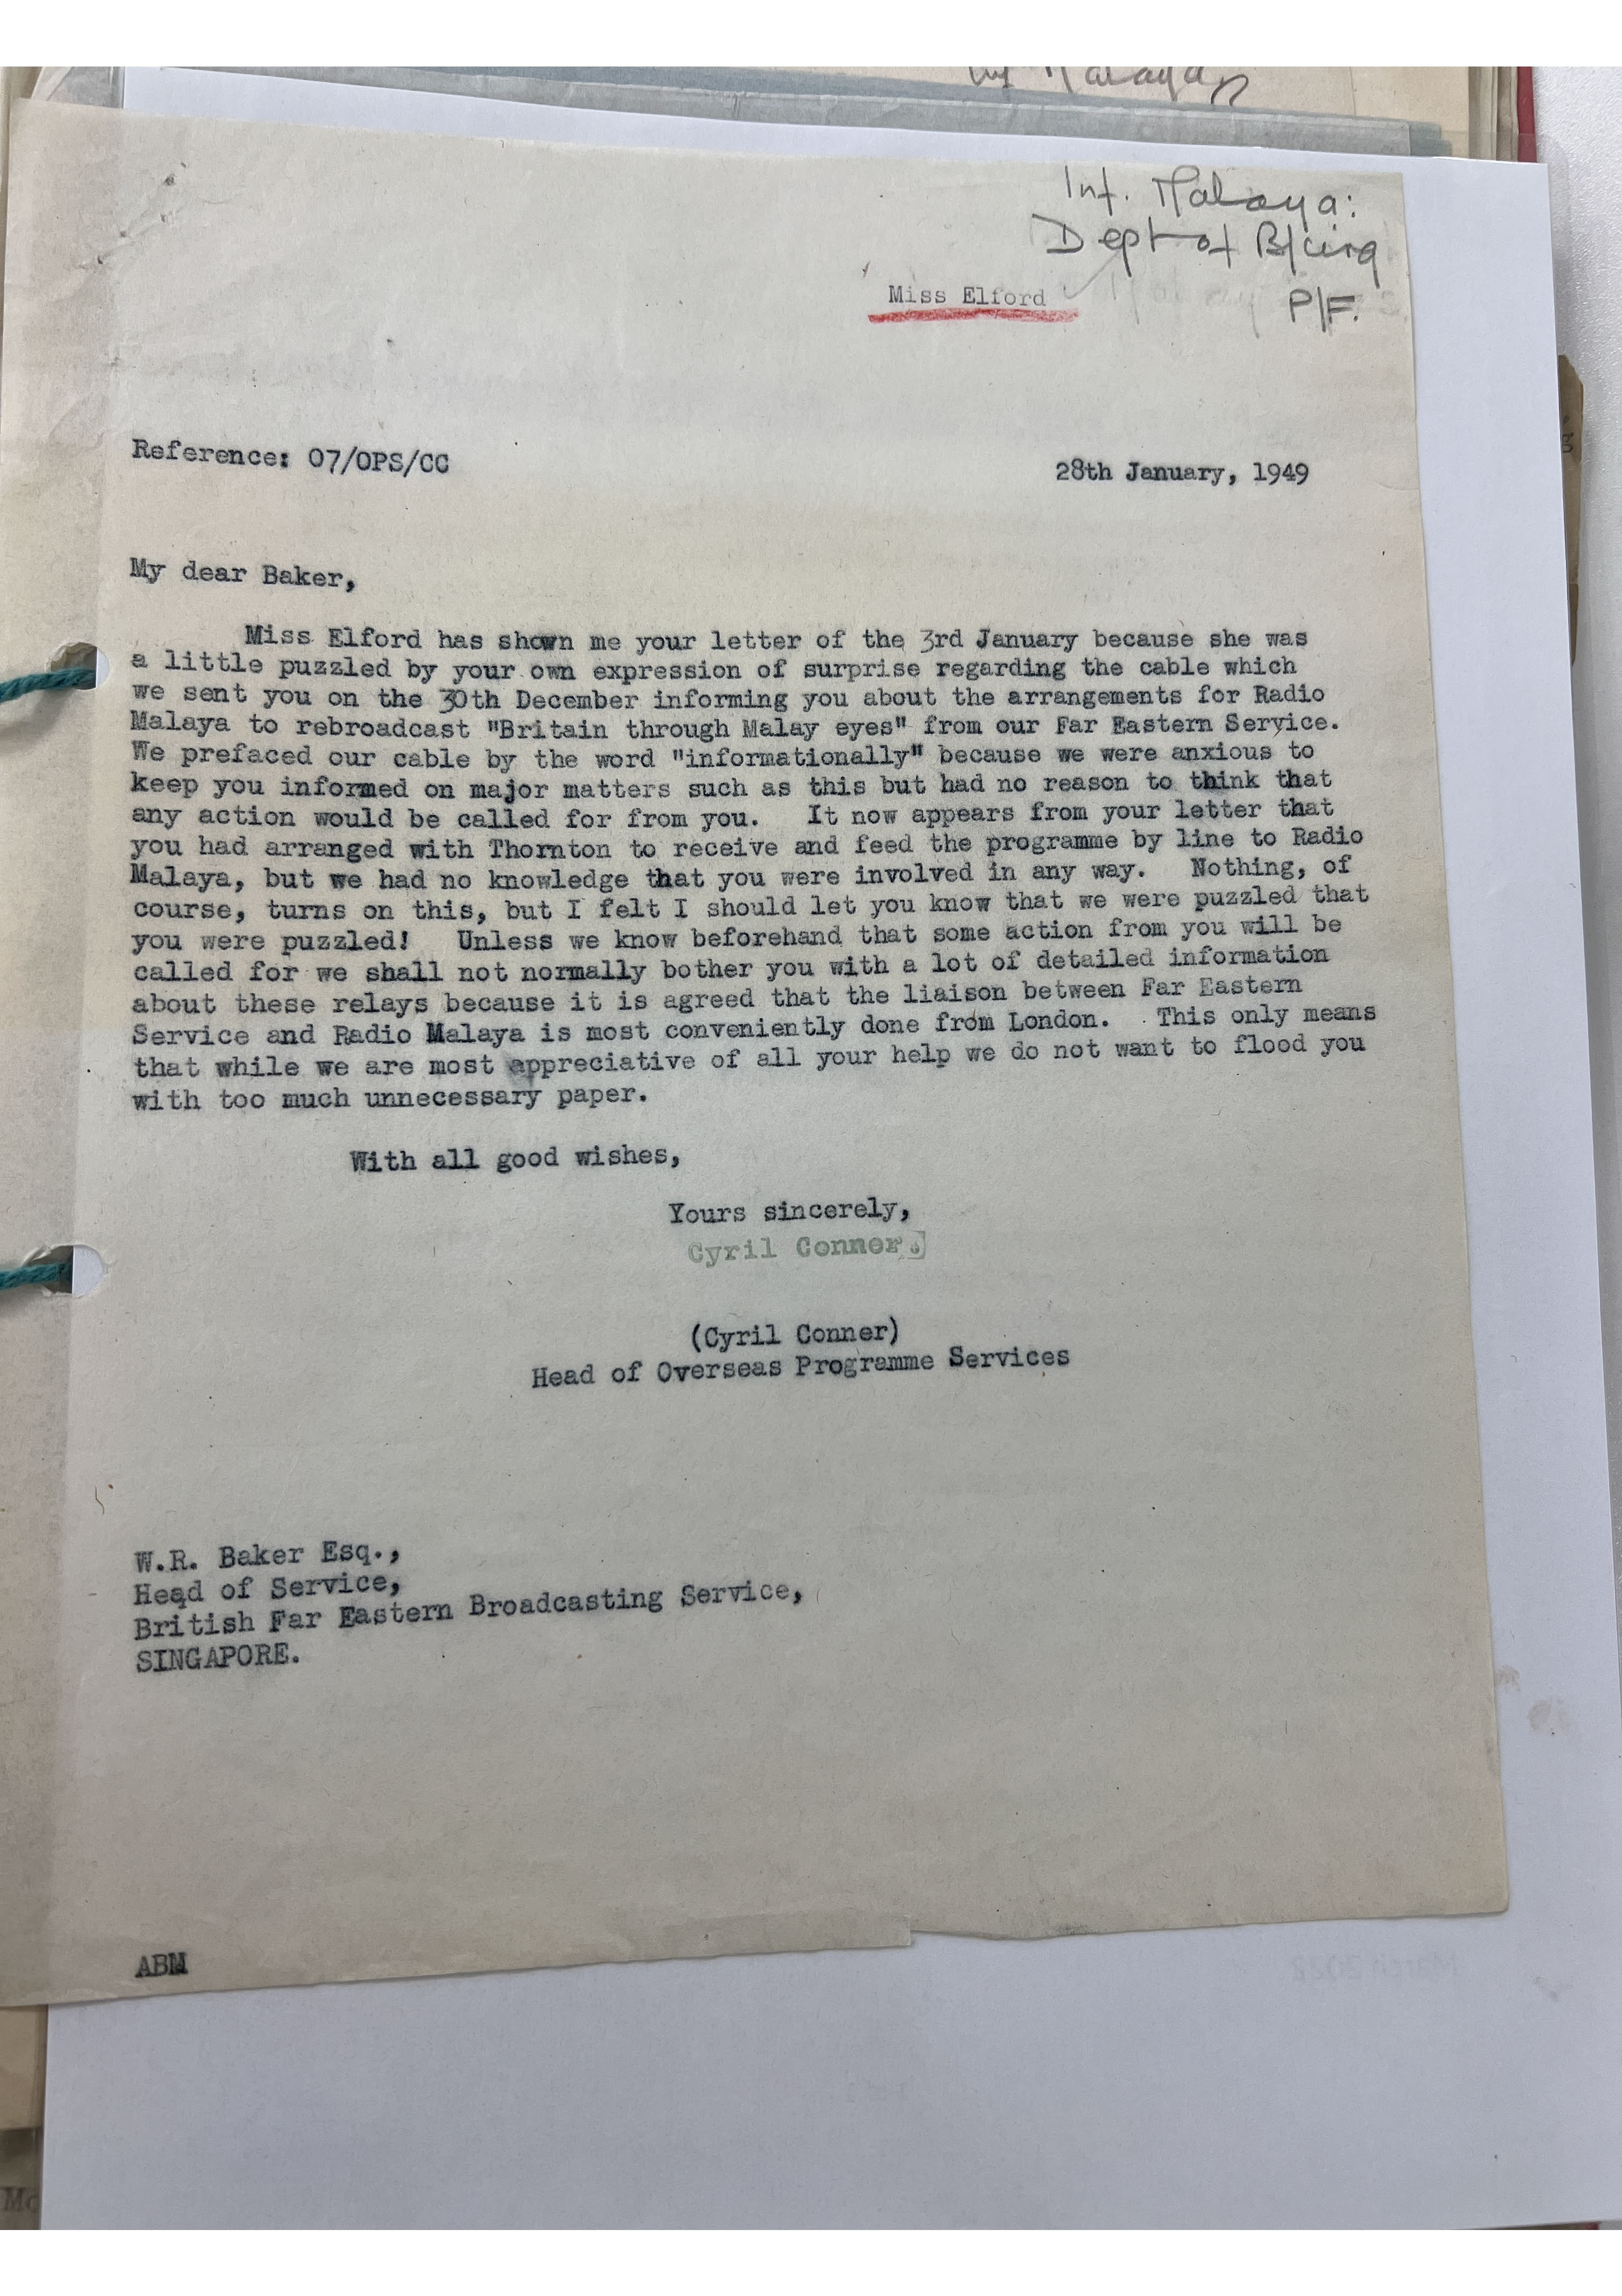 Malaya
Inf. Malaya:
Dept of B/cing
P/F.
Miss Elford
Reference: 07/OPS/CC
28th January, 1949
My dear Baker,
Miss Elford has shown me your letter of the 3rd January because she was
a little puzzled by your own expression of surprise regarding the cable which
we sent you on the 30th December informing you about the arrangements for Radio
Malaya to rebroadcast "Britain through Malay eyes" from our Far Eastern Service.
We prefaced our cable by the word "informationally" because we were anxious to
keep you informed on major matters such as this but had no reason to think that
any action would be called for from you. It now appears from your letter that
you had arranged with Thornton to receive and feed the programme by line to Radio
Malaya, but we had no knowledge that you were involved in any way. Nothing, of
course, turns on this, but I felt I should let you know that we were puzzled that
you were puzzled! Unless we know beforehand that some action from you will be
called for we shall not normally bother you with a lot of detailed information
about these relays because it is agreed that the liaison between Far Eastern
Service and Radio Malaya is most conveniently done from London. This only means
that while we are most appreciative of all your help we do not want to flood you
with too much unnecessary paper.
With all good wishes,
Yours sincerely,
Cyril Conner
(Cyril Conner)
Head of Overseas Programme Services
W.R. Baker Esq.,
Head of Service,
British Far Eastern Broadcasting Service,
SINGAPORE.
ABM